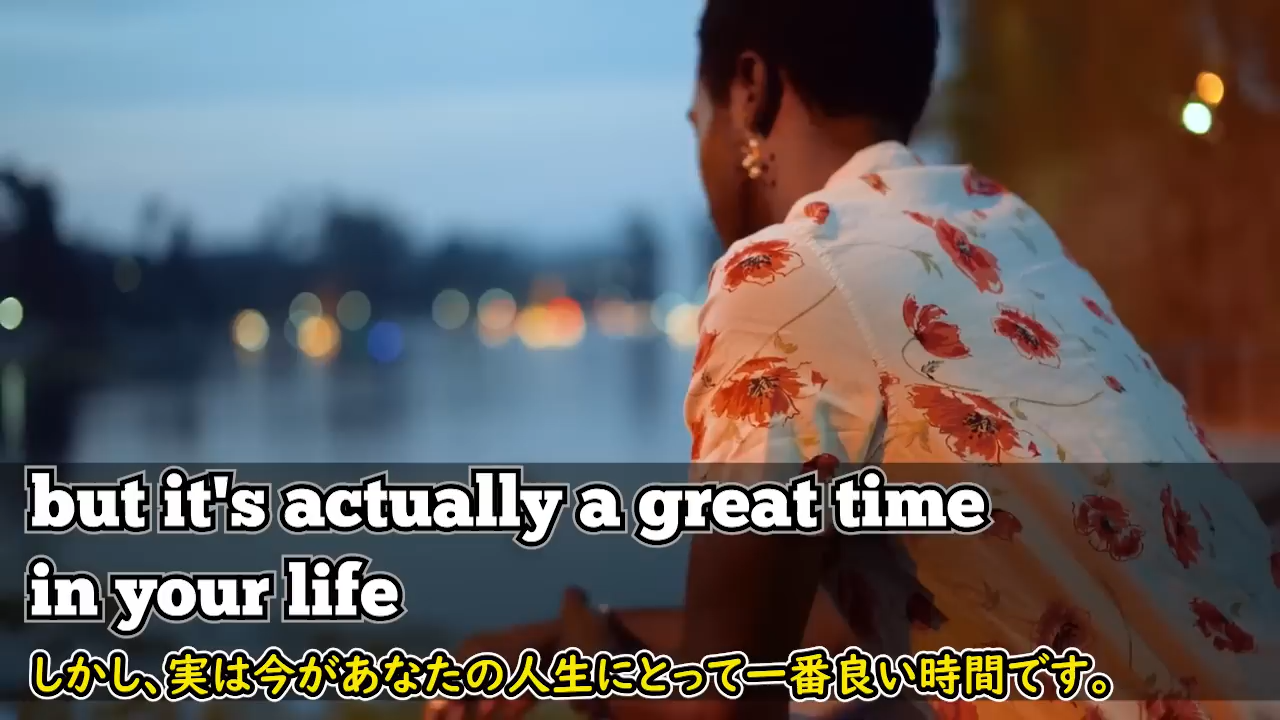 but it's actually a great time
in your life
しかし、実は今があなたの人生にとって一番良い時間です。